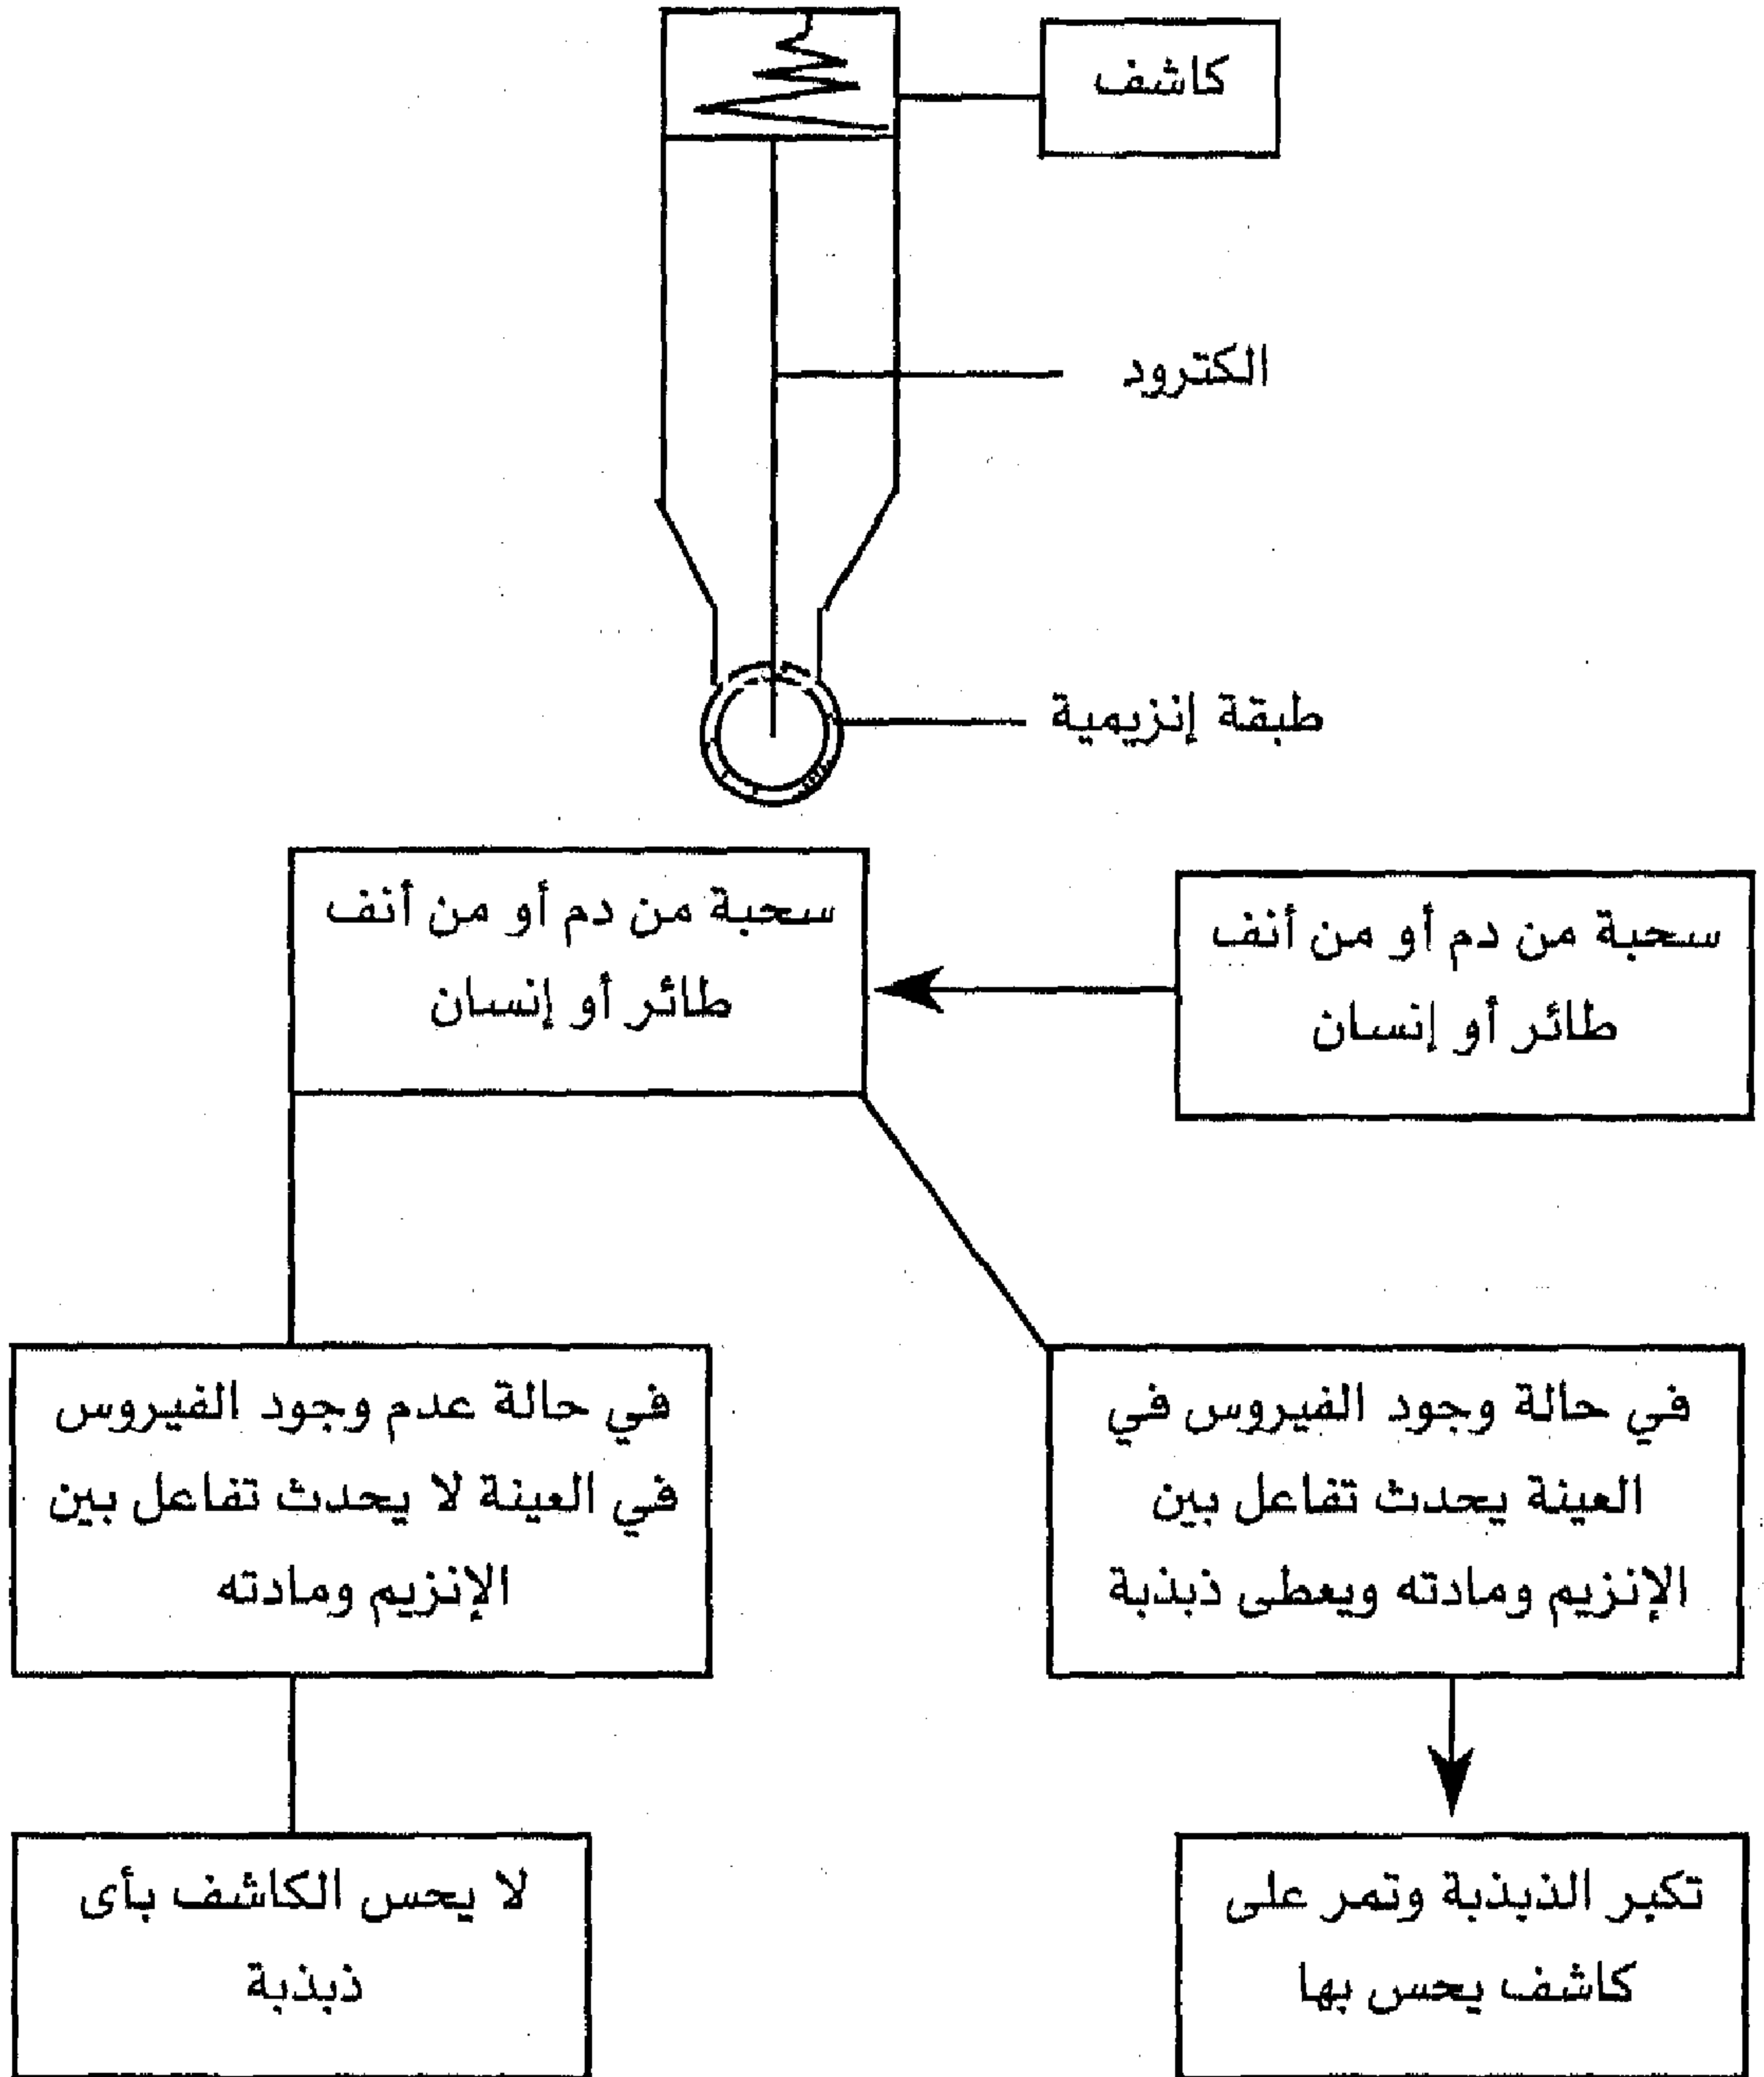 كاشف
الكترود
طبقة إنزيمية
سحبة من دم أو من أنف
طائر أو إنسان
سحبة من دم أو من أنف
طائر أو إنسان
في حالة وجود الفيروس في
العينة يحدث تفاعل بين
الإنزيم ومادته ويعطى ذبذبة
في حالة عدم وجود الفيروس
في العينة لا يحدث تفاعل بين
الإنزيم ومادته
تكبر الذبذبة وتمر على
كاشف يحس بها
لا يحس الكاشف بأى
ذبذبة